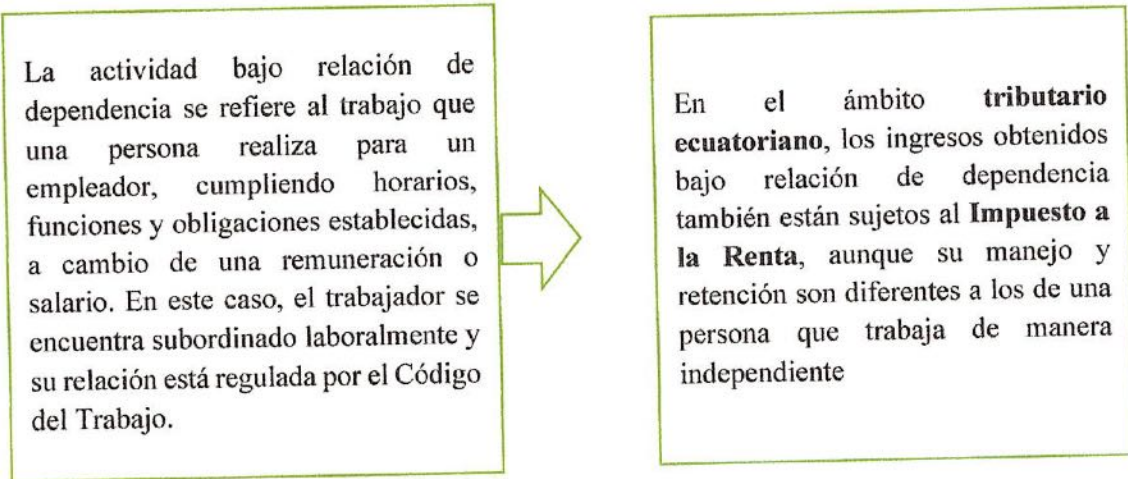 La actividad bajo relación de
dependencia se refiere al trabajo que
una persona realiza para un
empleador, cumpliendo horarios,
funciones y obligaciones establecidas,
a cambio de una remuneración o
salario. En este caso, el trabajador se
encuentra subordinado laboralmente y
su relación está regulada por el Código
del Trabajo.
En el ámbito tributario
ecuatoriano, los ingresos obtenidos
bajo relación de dependencia
también están sujetos al Impuesto a
la Renta, aunque su manejo y
retención son diferentes a los de una
persona que trabaja de manera
independiente